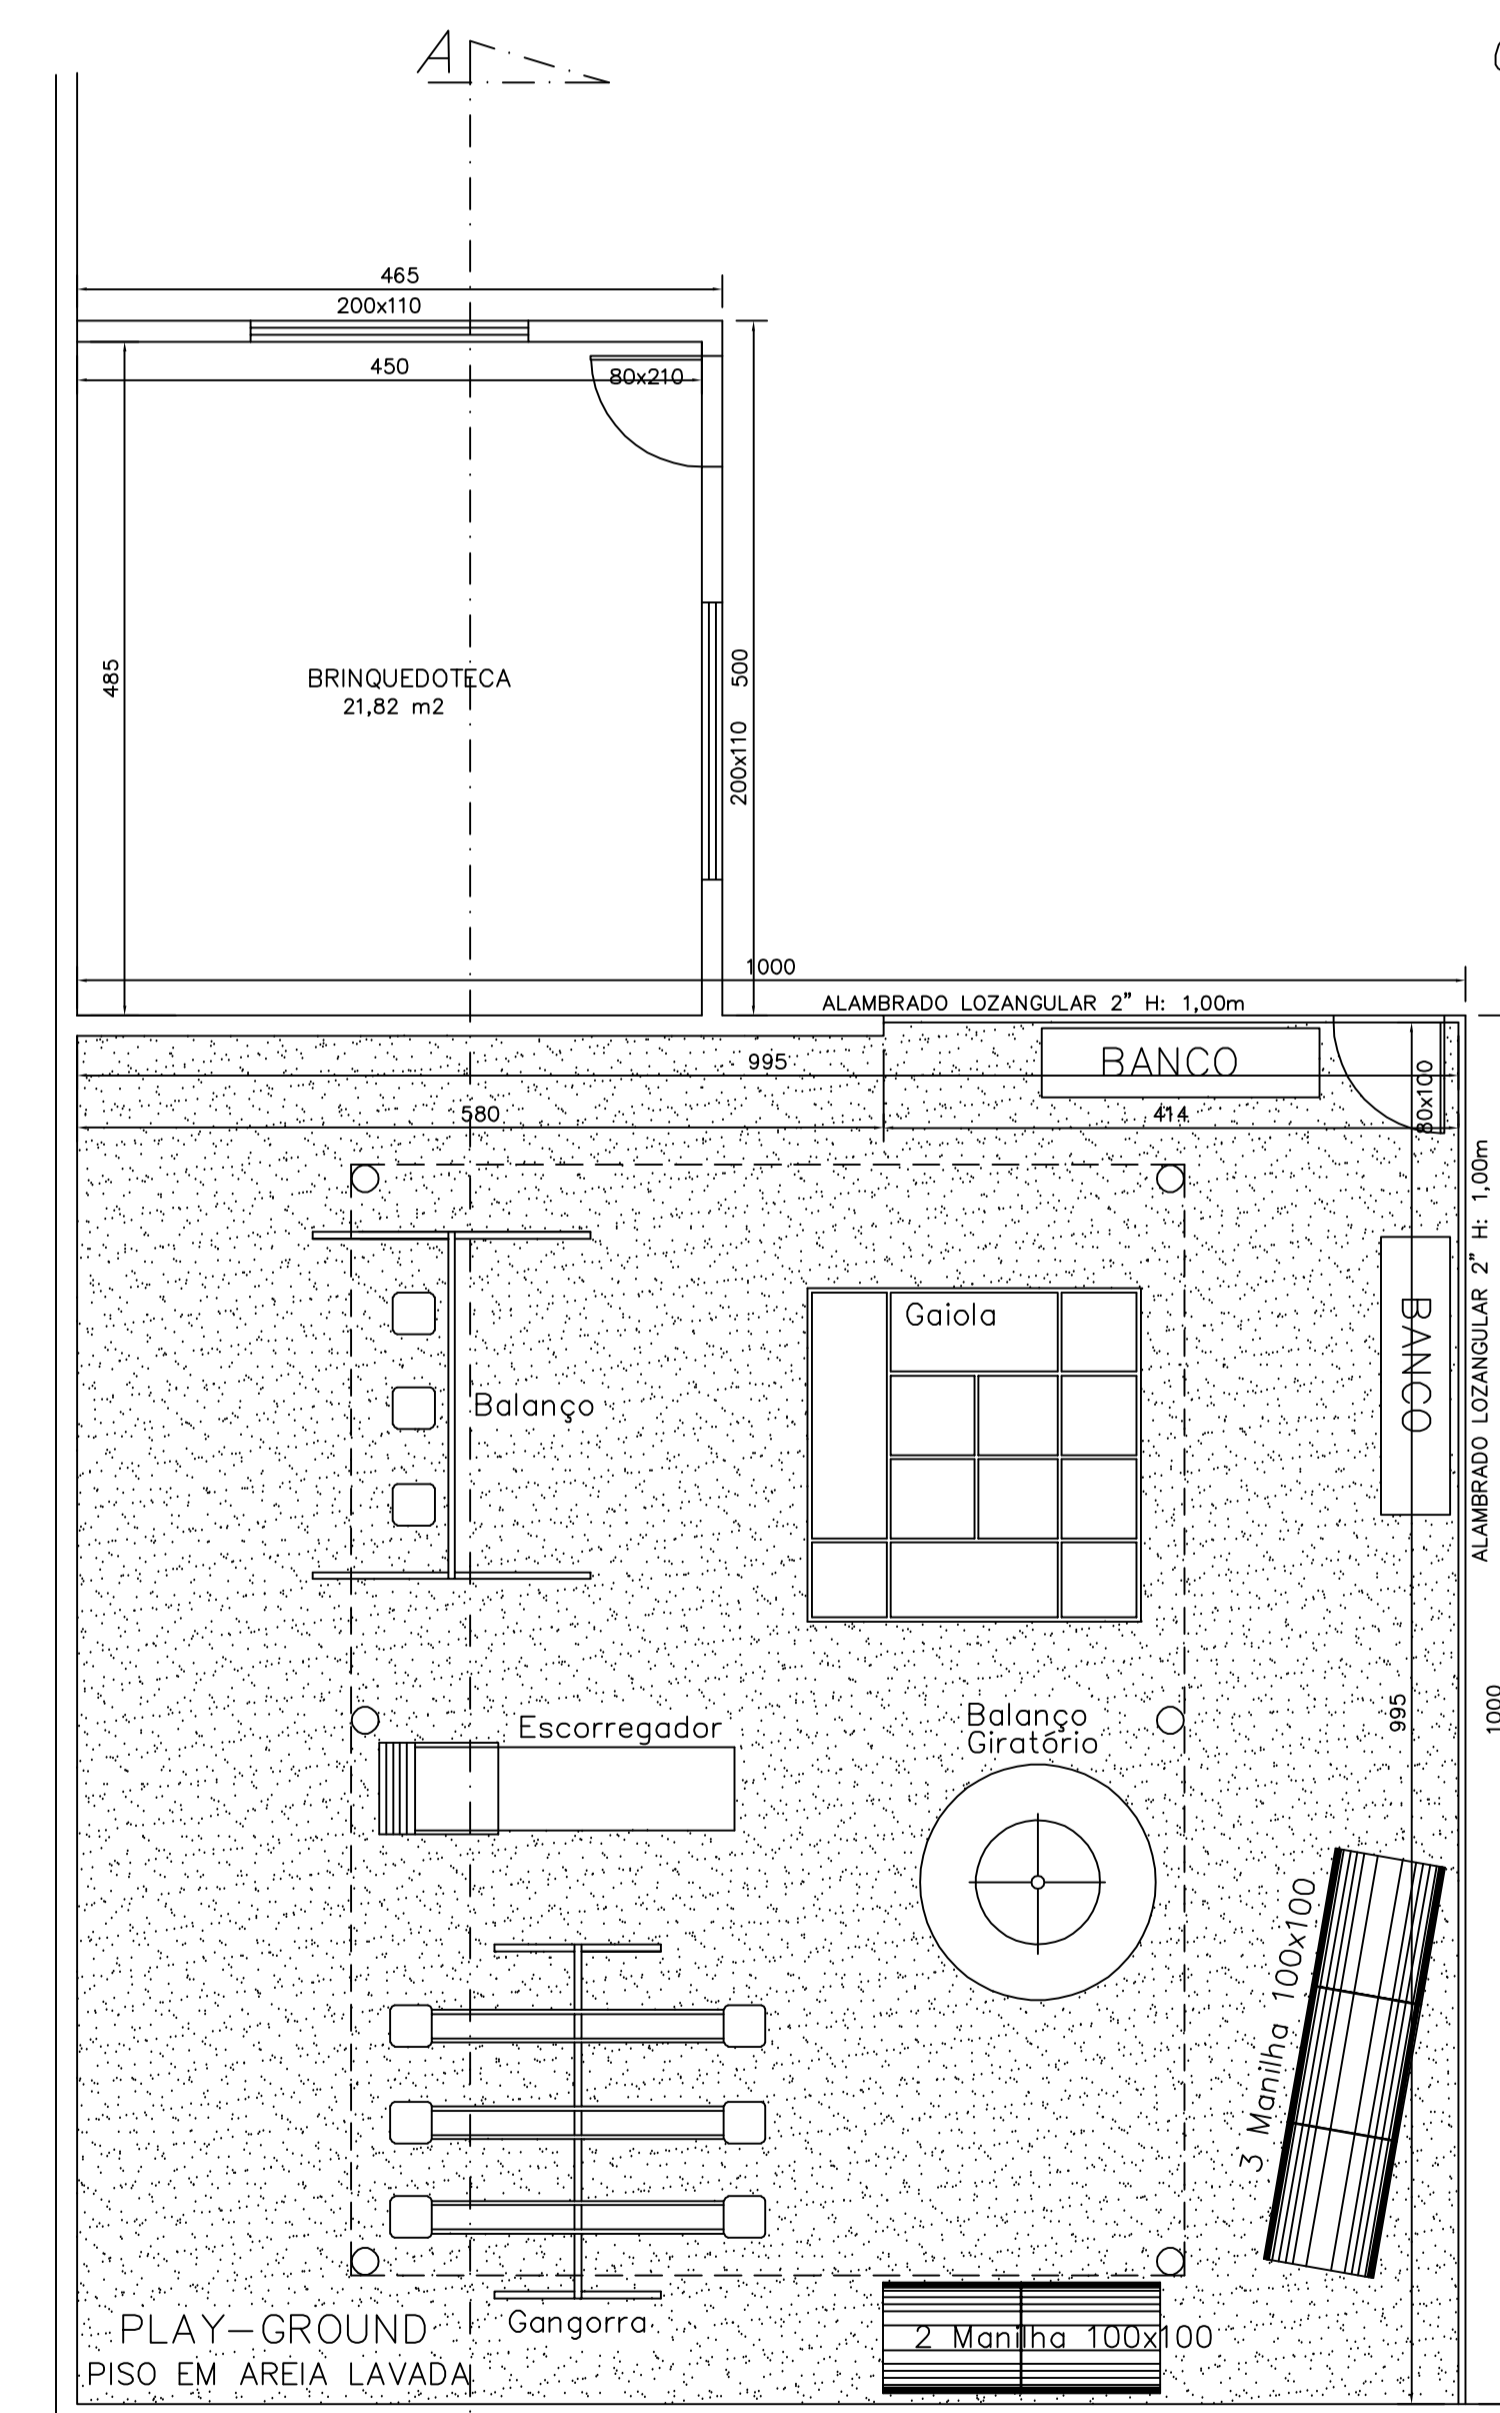 A
465
200x110
450
80x210
485
BRINQUEDOTECA
21,82 m2
500
200x110
1000
ALAMBRADO LOZANGULAR 2” H: 1,00m
BANCO
995
80x100
580
414
ALAMBRADO LOZANGULAR 2” H: 1,00m
Gaiola
BANCO
Balanço
995
1000
Balanço
Giratório
Escorregador
3 Manilha 100x100
Gangorra
PLAY-GROUND
2 Manilha 100x100
PISO EM AREIA LAVADA